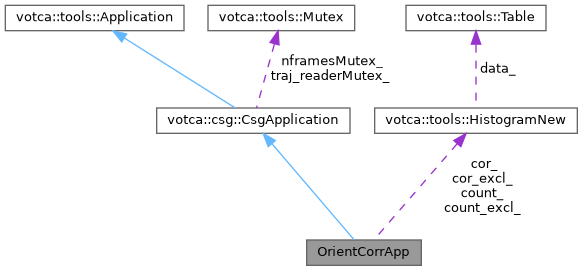 votca::tools::Application
votca::tools::Mutex
votca::tools::Table
nframesMutex_
traj_readerMutex_
data_
votca::csg::CsgApplication
votca::tools::HistogramNew
cor_
cor_excl_
count_
count_excl_
OrientCorrApp